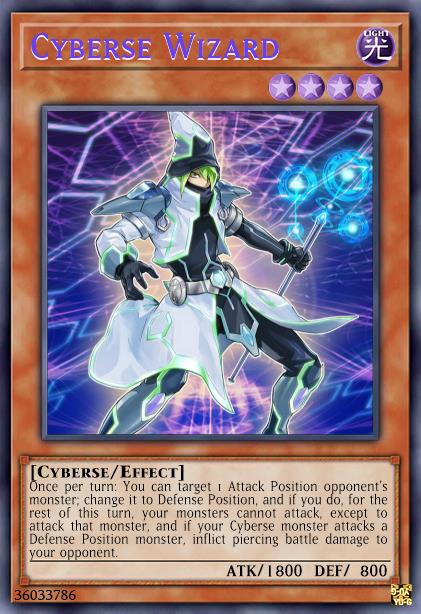 Cyberse Wizard
LIGHT
光
[Cyberse/Effect]
Once per turn: You can target 1 Attack Position opponent's
monster; change it to Defense Position, and if you do, for the
rest of this turn, your monsters cannot attack, except to
attack that monster, and if your Cyberse monster attacks a
Defense Position monster, inflict piercing battle damage to
your opponent.
ATK/1800 DEF/ 800
36033786